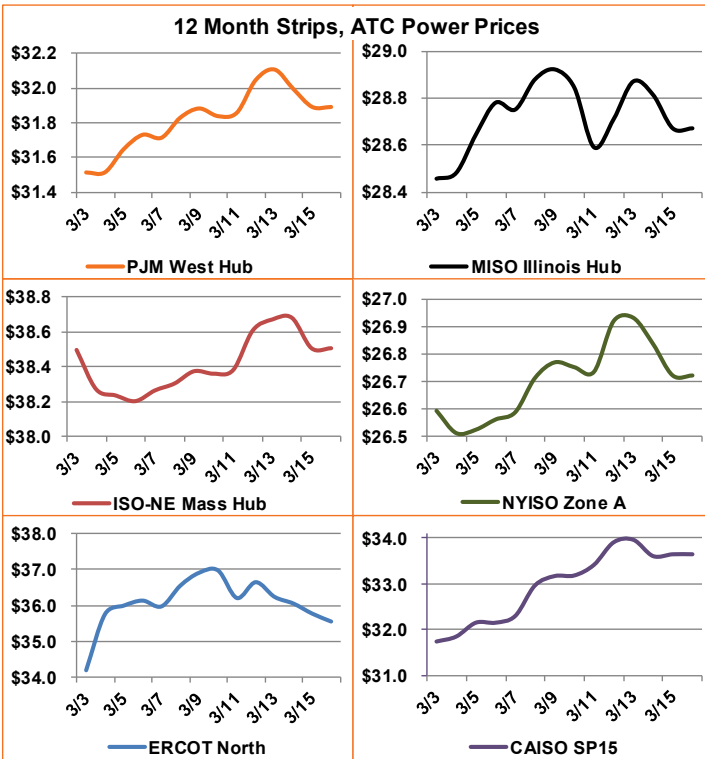 12 Month Strips, ATC Power Prices
$32.2
$32.0
$31.8
$31.6
$31.4
3/3 3/5 3/7 3/9 3/11 3/13 3/15
PJM West Hub
$29.0
$28.8
$28.6
$28.4
3/3 3/5 3/7 3/9 3/11 3/13 3/15
MISO Illinois Hub
$38.8
$38.6
$38.4
$38.2
$38.0
3/3 3/5 3/7 3/9 3/11 3/13 3/15
ISO-NE Mass Hub
$27.0
$26.9
$26.8
$26.7
$26.6
$26.5
3/3 3/5 3/7 3/9 3/11 3/13 3/15
NYISO Zone A
$38.0
$37.0
$36.0
$35.0
$34.0
3/3 3/5 3/7 3/9 3/11 3/13 3/15
ERCOT North
$34.0
$33.0
$32.0
$31.0
3/3 3/5 3/7 3/9 3/11 3/13 3/15
CAISO SP15